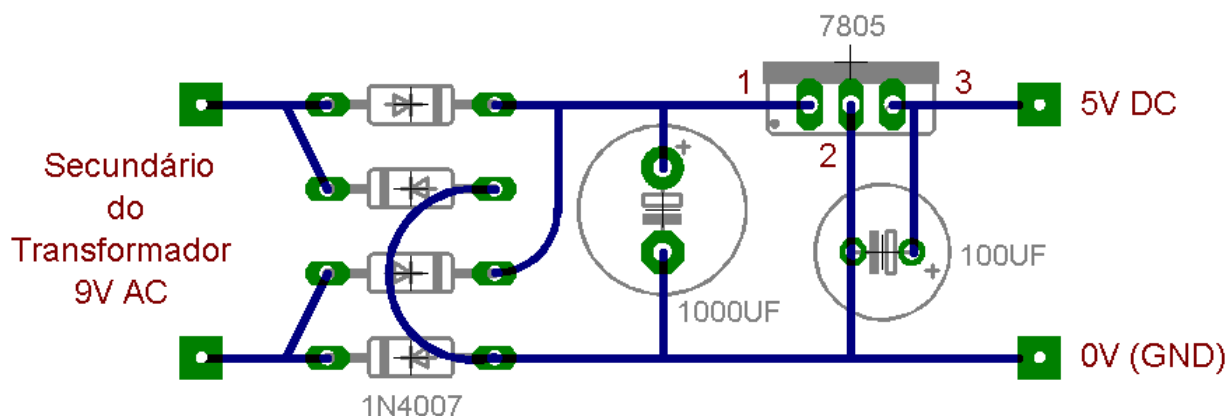 7805
1
3
5V DC
2
Secundário
do
Transformador
9V AC
+
100UF
+
1000UF
0V (GND)
1N4007